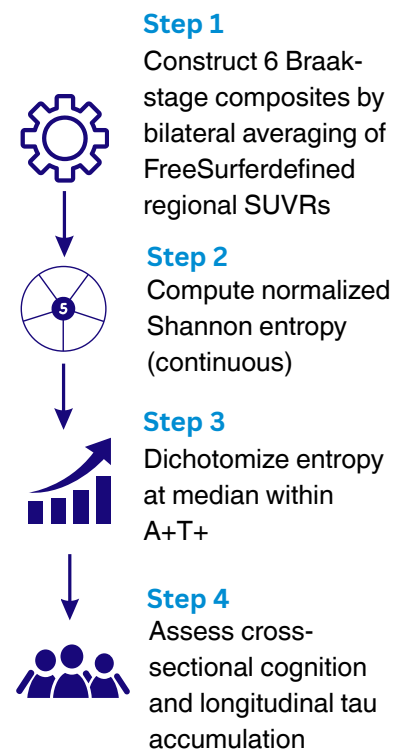 Step 1
Construct 6 Braak-
stage composites by
bilateral averaging of
FreeSurferdefined
regional SUVRs
Step 2
5
Compute normalized
Shannon entropy
(continuous)
Step 3
Dichotomize entropy
at median within
A+T+
Step 4
Assess cross-
sectional cognition
and longitudinal tau
accumulation